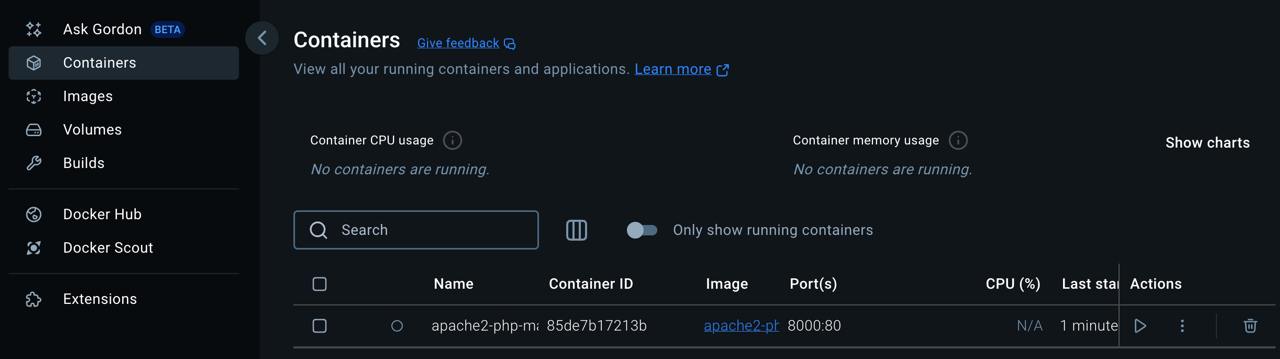 Ask Gordon BETA
Containers
Images
Volumes
Builds
Docker Hub
Docker Scout
Extensions
Containers Give feedback
View all your running containers and applications. Learn more
Container CPU usage
No containers are running.
Container memory usage
No containers are running.
Show charts
Search
Only show running containers
Name Container ID Image Port(s) CPU (%) Last star Actions
apache2-php-ma 85de7b17213b apache2-ph 8000:80 N/A 1 minute